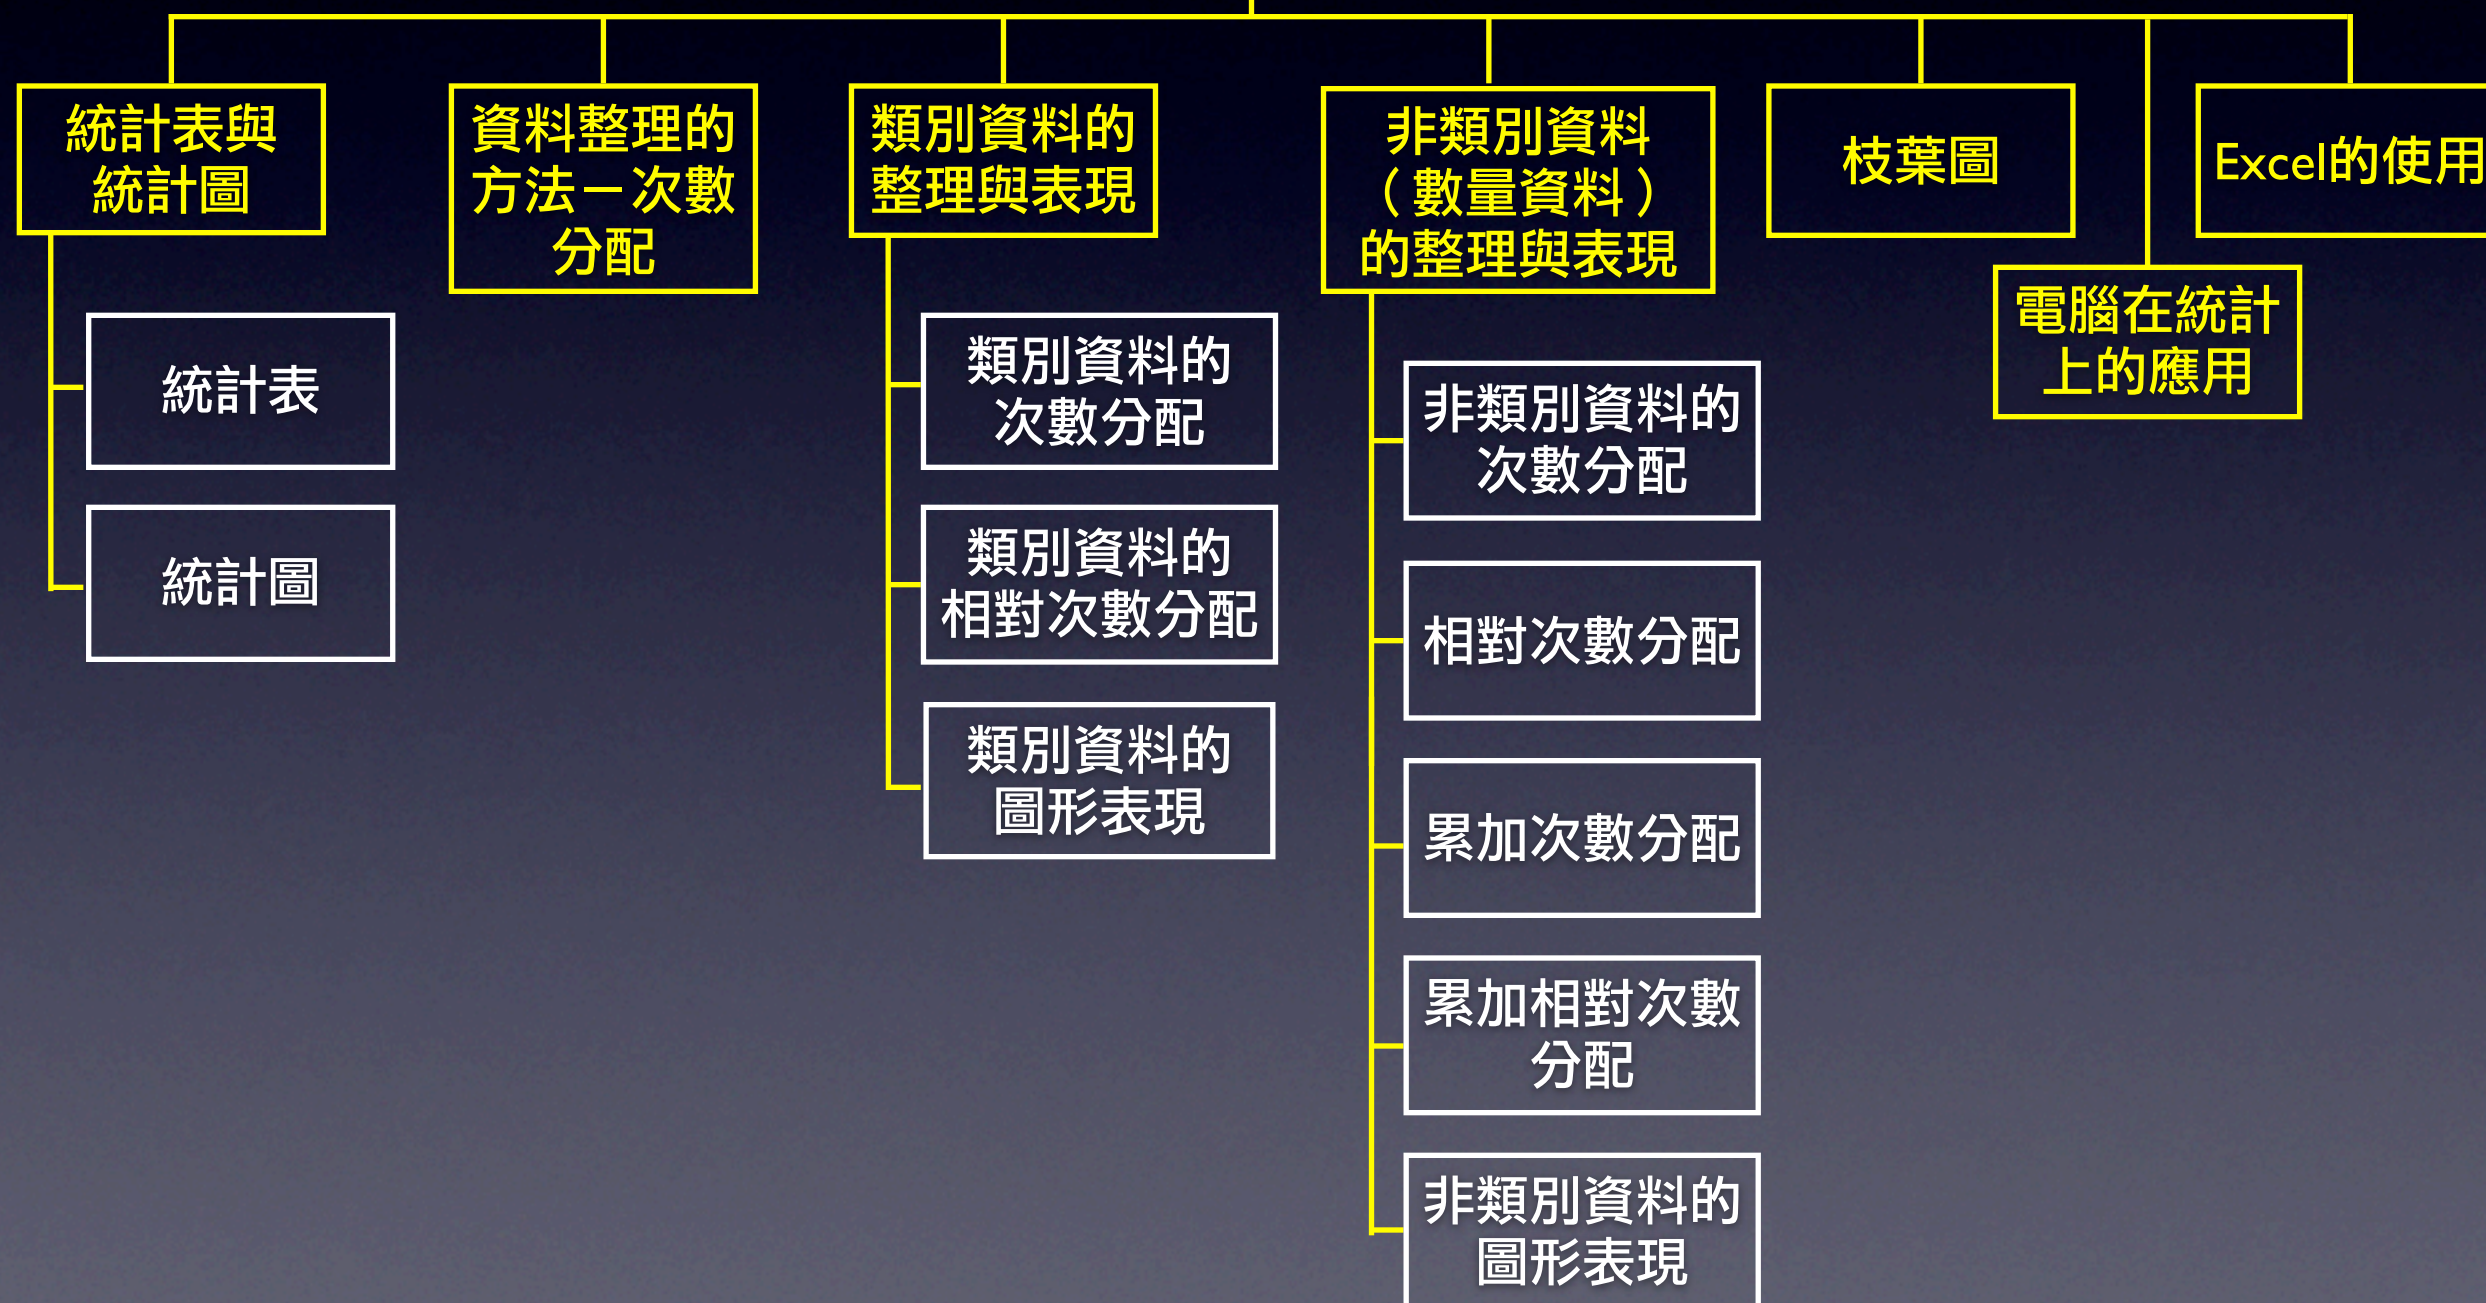 統計表與
統計圖
資料整理的
方法－次數
分配
類別資料的
整理與表現
非類別資料
（數量資料）
的整理與表現
枝葉圖
Excel的使用
電腦在統計
上的應用
統計表
統計圖
類別資料的
次數分配
類別資料的
相對次數分配
類別資料的
圖形表現
非類別資料的
次數分配
相對次數分配
累加次數分配
累加相對次數
分配
非類別資料的
圖形表現